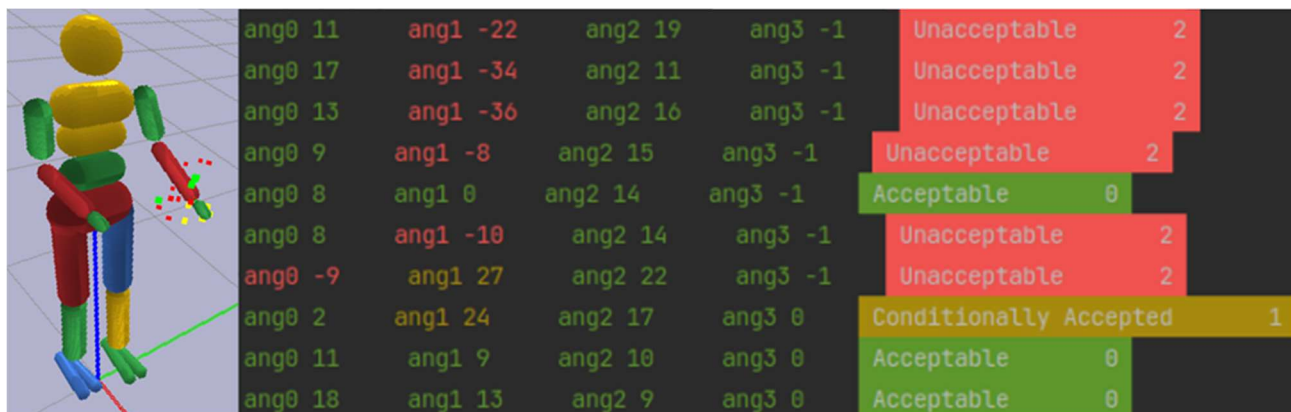 ang0 11 ang1 -22 ang2 19 ang3 -1 Unacceptable 2
ang0 17 ang1 -34 ang2 11 ang3 -1 Unacceptable 2
ang0 13 ang1 -36 ang2 16 ang3 -1 Unacceptable 2
ang0 9 ang1 -8 ang2 15 ang3 -1 Unacceptable 2
ang0 8 ang1 0 ang2 14 ang3 -1 Acceptable 0
ang0 8 ang1 -10 ang2 14 ang3 -1 Unacceptable 2
ang0 -9 ang1 27 ang2 22 ang3 -1 Unacceptable 2
ang0 2 ang1 24 ang2 17 ang3 0 Conditionally Accepted 1
ang0 11 ang1 9 ang2 10 ang3 0 Acceptable 0
ang0 18 ang1 13 ang2 9 ang3 0 Acceptable 0